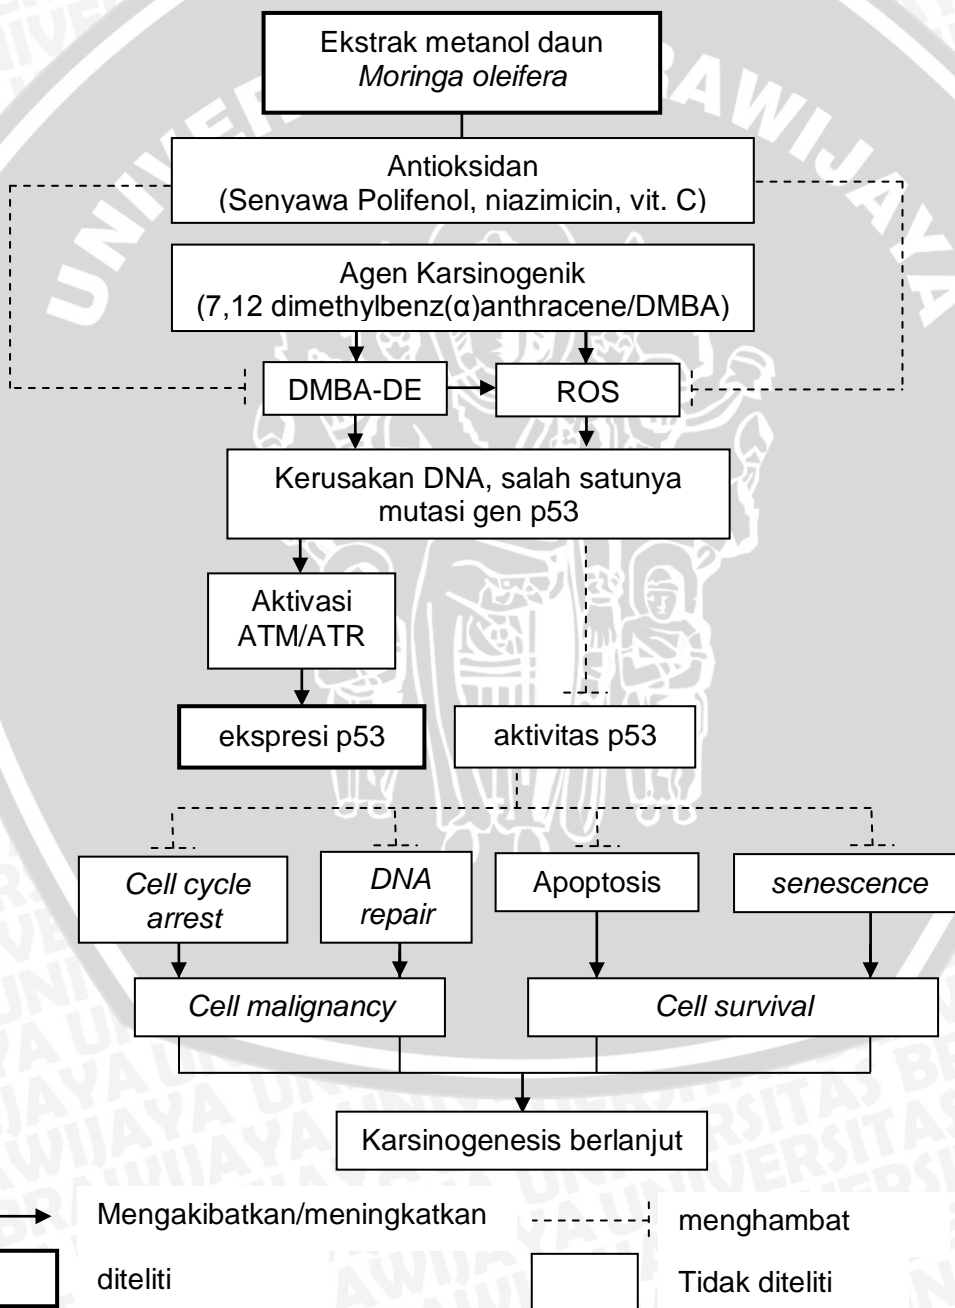 Ekstrak metanol daun
Moringa oleifera
Antioksidan
(Senyawa Polifenol, niazimicin, vit. C)
Agen Karsinogenik
(7,12 dimethylbenz(α)anthracene/DMBA)
DMBA-DE
ROS
Kerusakan DNA, salah satunya
mutasi gen p53
Aktivasi
ATM/ATR
ekspresi p53
aktivitas p53
Cell cycle
arrest
DNA
repair
Apoptosis
senescence
Cell malignancy
Cell survival
Karsinogenesis berlanjut
Mengakibatkan/meningkatkan
menghambat
diteliti
Tidak diteliti